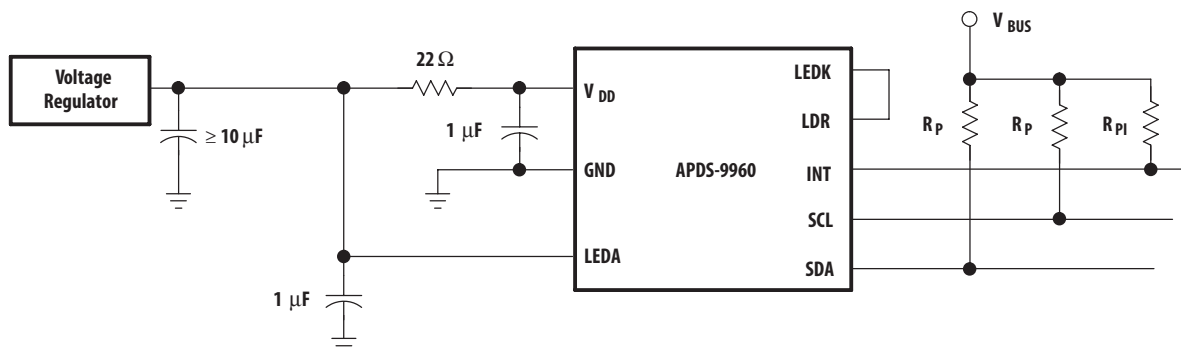 V BUS
22 Ω
Voltage
Regulator
LEDK
V DD
≥ 10 µF
1 µF
LDR
R P
R P
R PI
GND
APDS-9960
INT
SCL
LEDA
SDA
1 µF